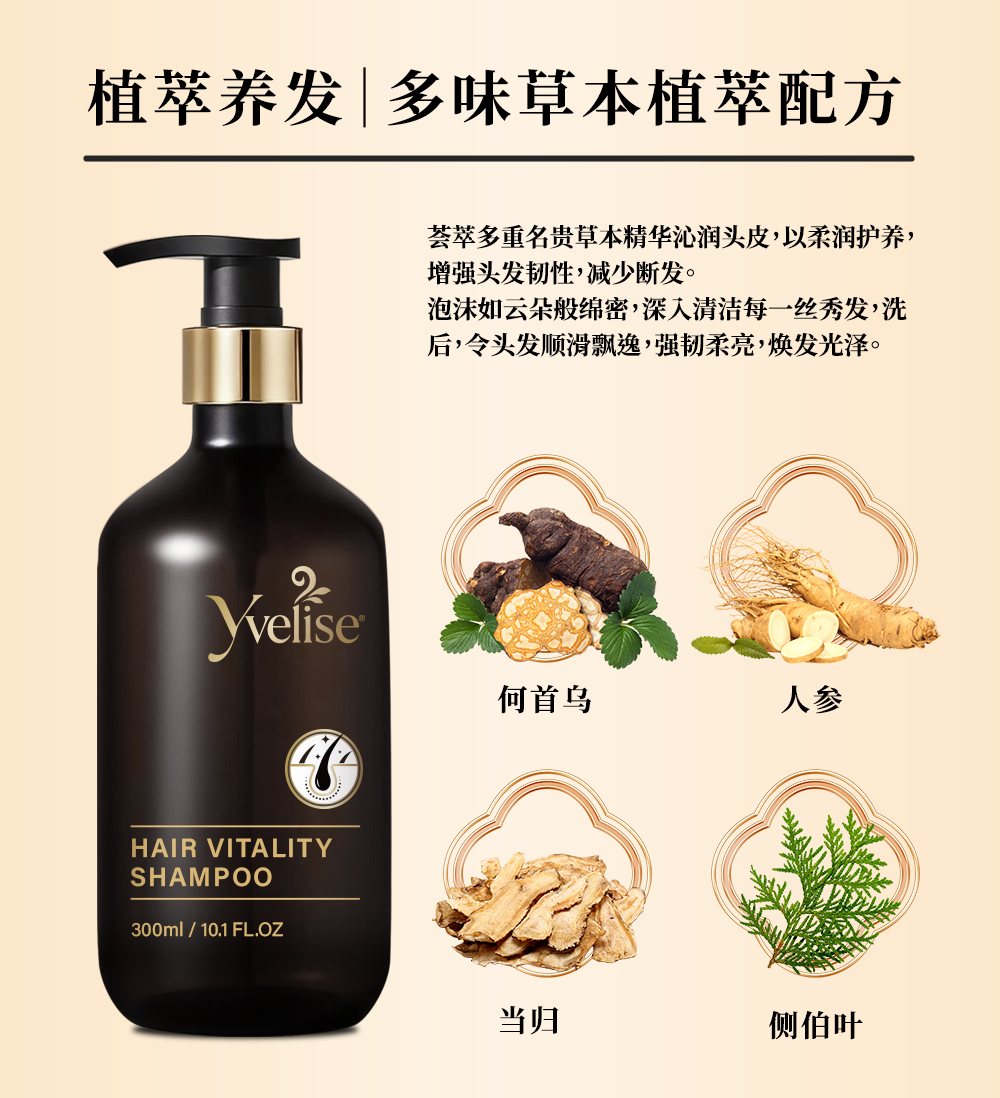 植萃养发|多味草本植萃配方
荟萃多重名贵草本精华沁润头皮,以柔润护养,
增强头发韧性,减少断发。
泡沫如云朵般绵密,深入清洁每一丝秀发,洗
后,令头发顺滑飘逸,强韧柔亮,焕发光泽。
Yvelise®
HAIR VITALITY
SHAMPOO
300ml / 10.1 FL.OZ
何首乌
人参
当归
侧伯叶